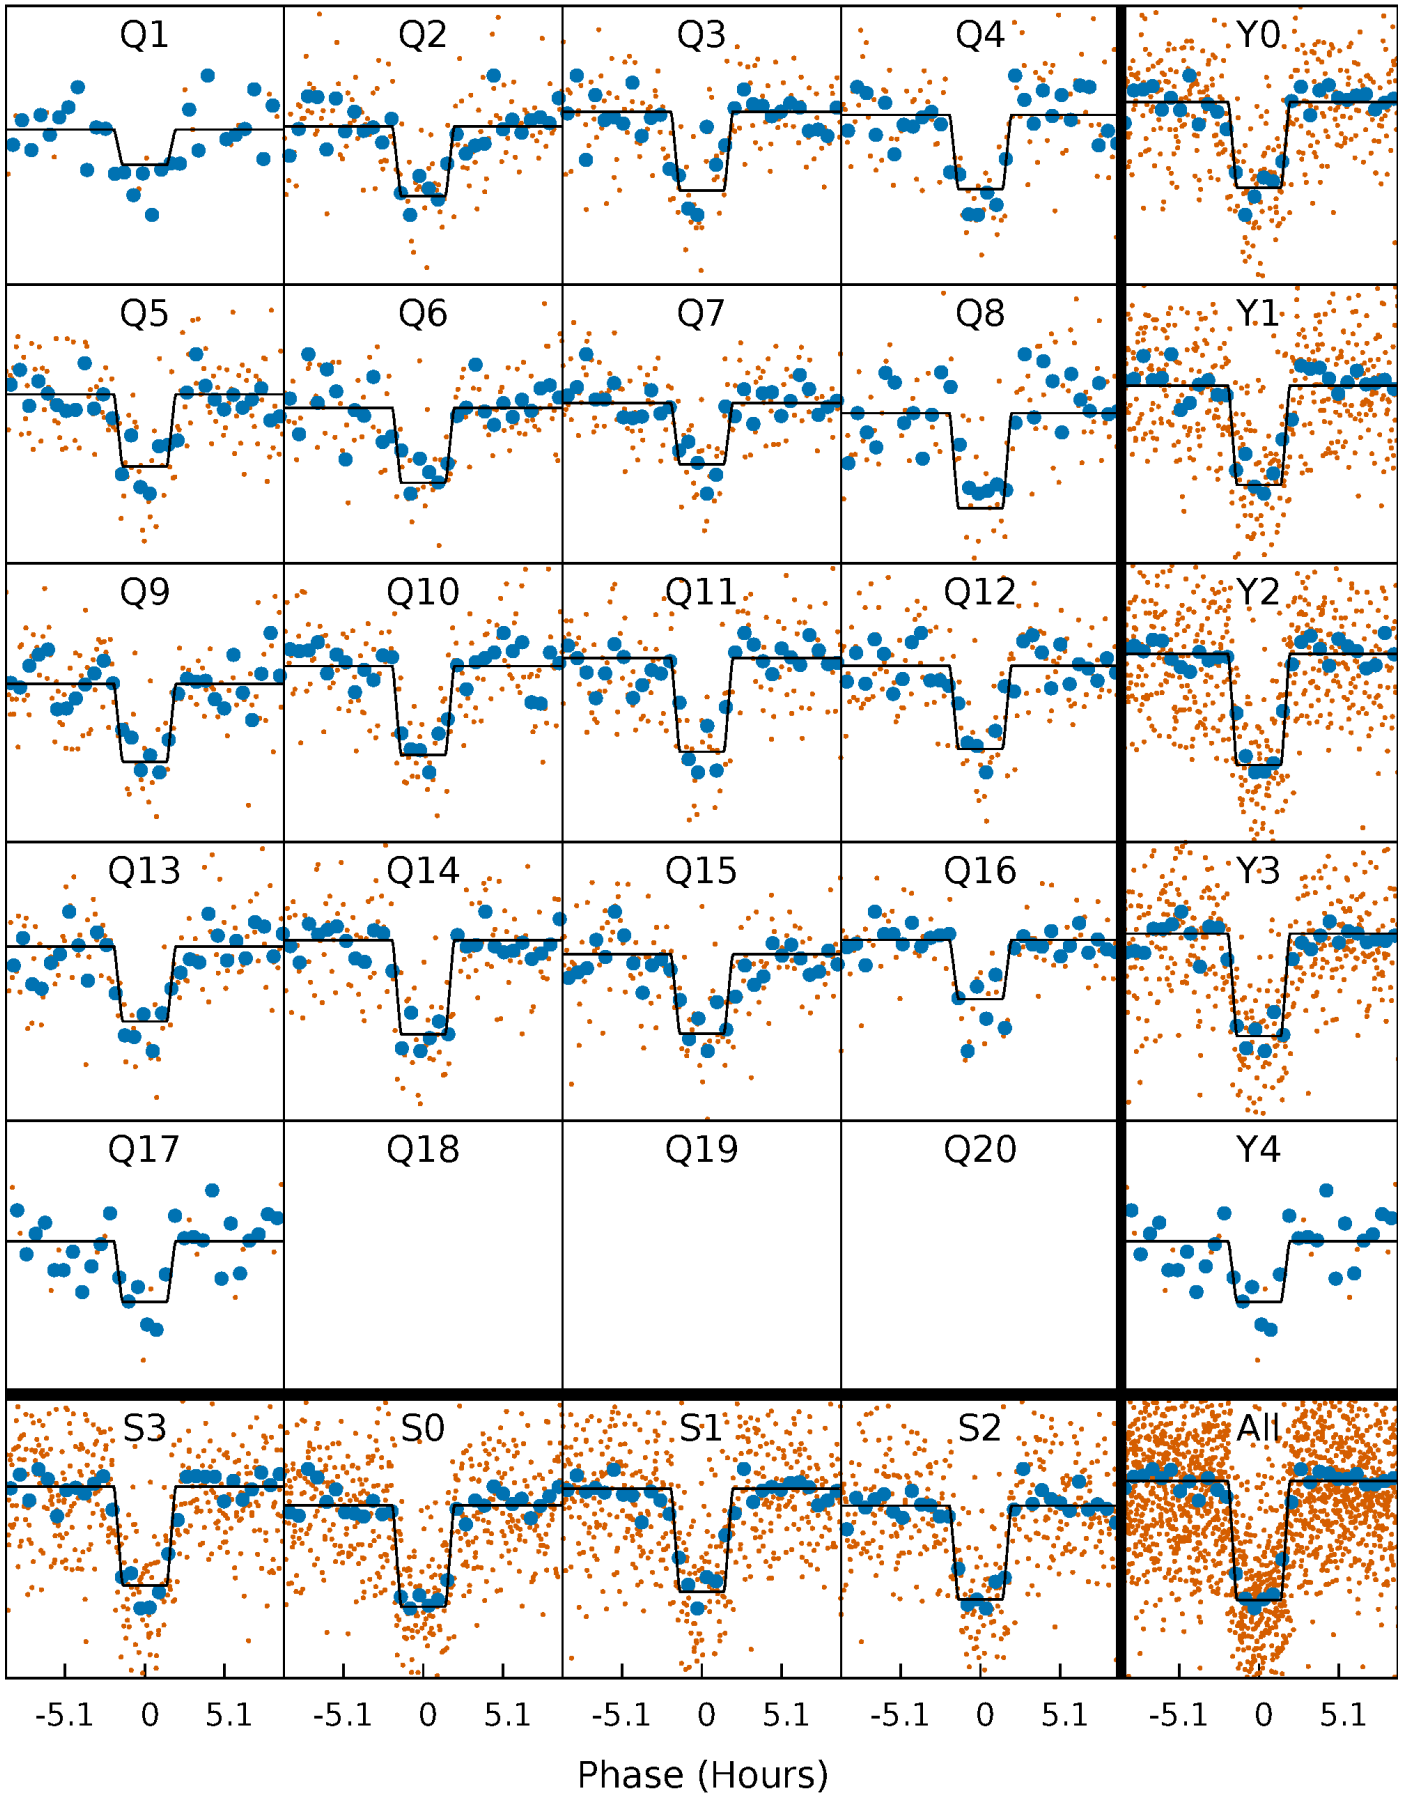 Q1 Q2 Q3 Q4 Y0
Q5 Q6 Q7 Q8 Y1
Q9 Q10 Q11 Q12 Y2
Q13 Q14 Q15 Q16 Y3
Q17 Q18 Q19 Q20 Y4
S3 S0 S1 S2 All
-5.1 0 5.1 -5.1 0 5.1 -5.1 0 5.1 -5.1 0 5.1 -5.1 0 5.1
Phase (Hours)